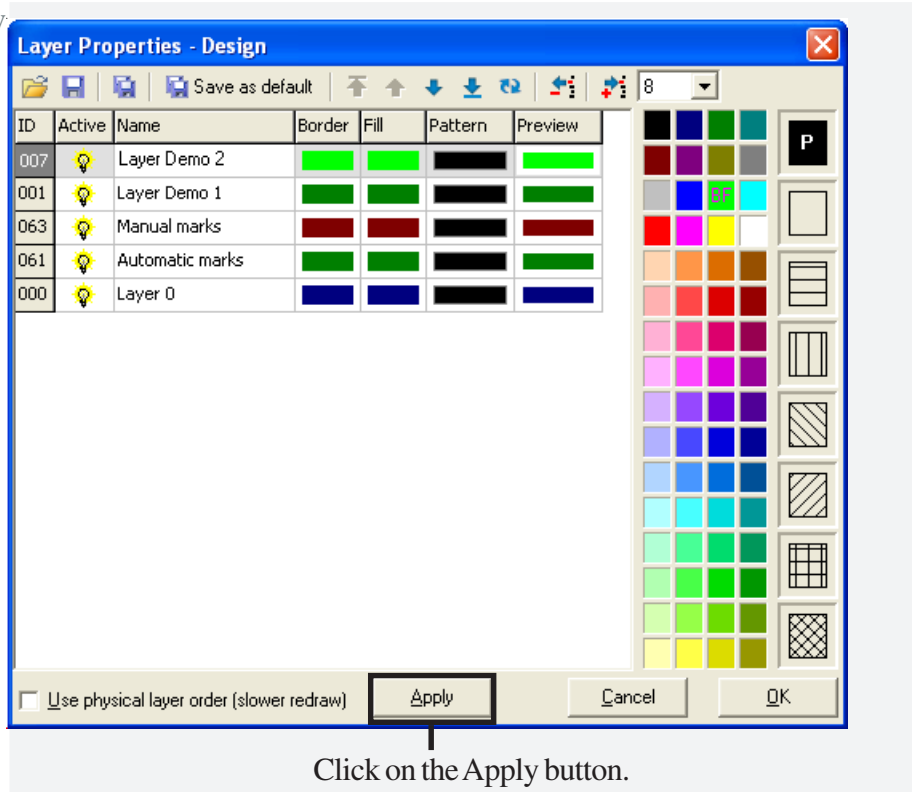 Layer Properties - Design
Save as default 8
ID Active Name Border Fill Pattern Preview
P
007 Layer Demo 2
001 Layer Demo 1
BF
063 Manual marks
061 Automatic marks
000 Layer 0
Use physical layer order (slower redraw) Apply Cancel OK
Click on the Apply button.